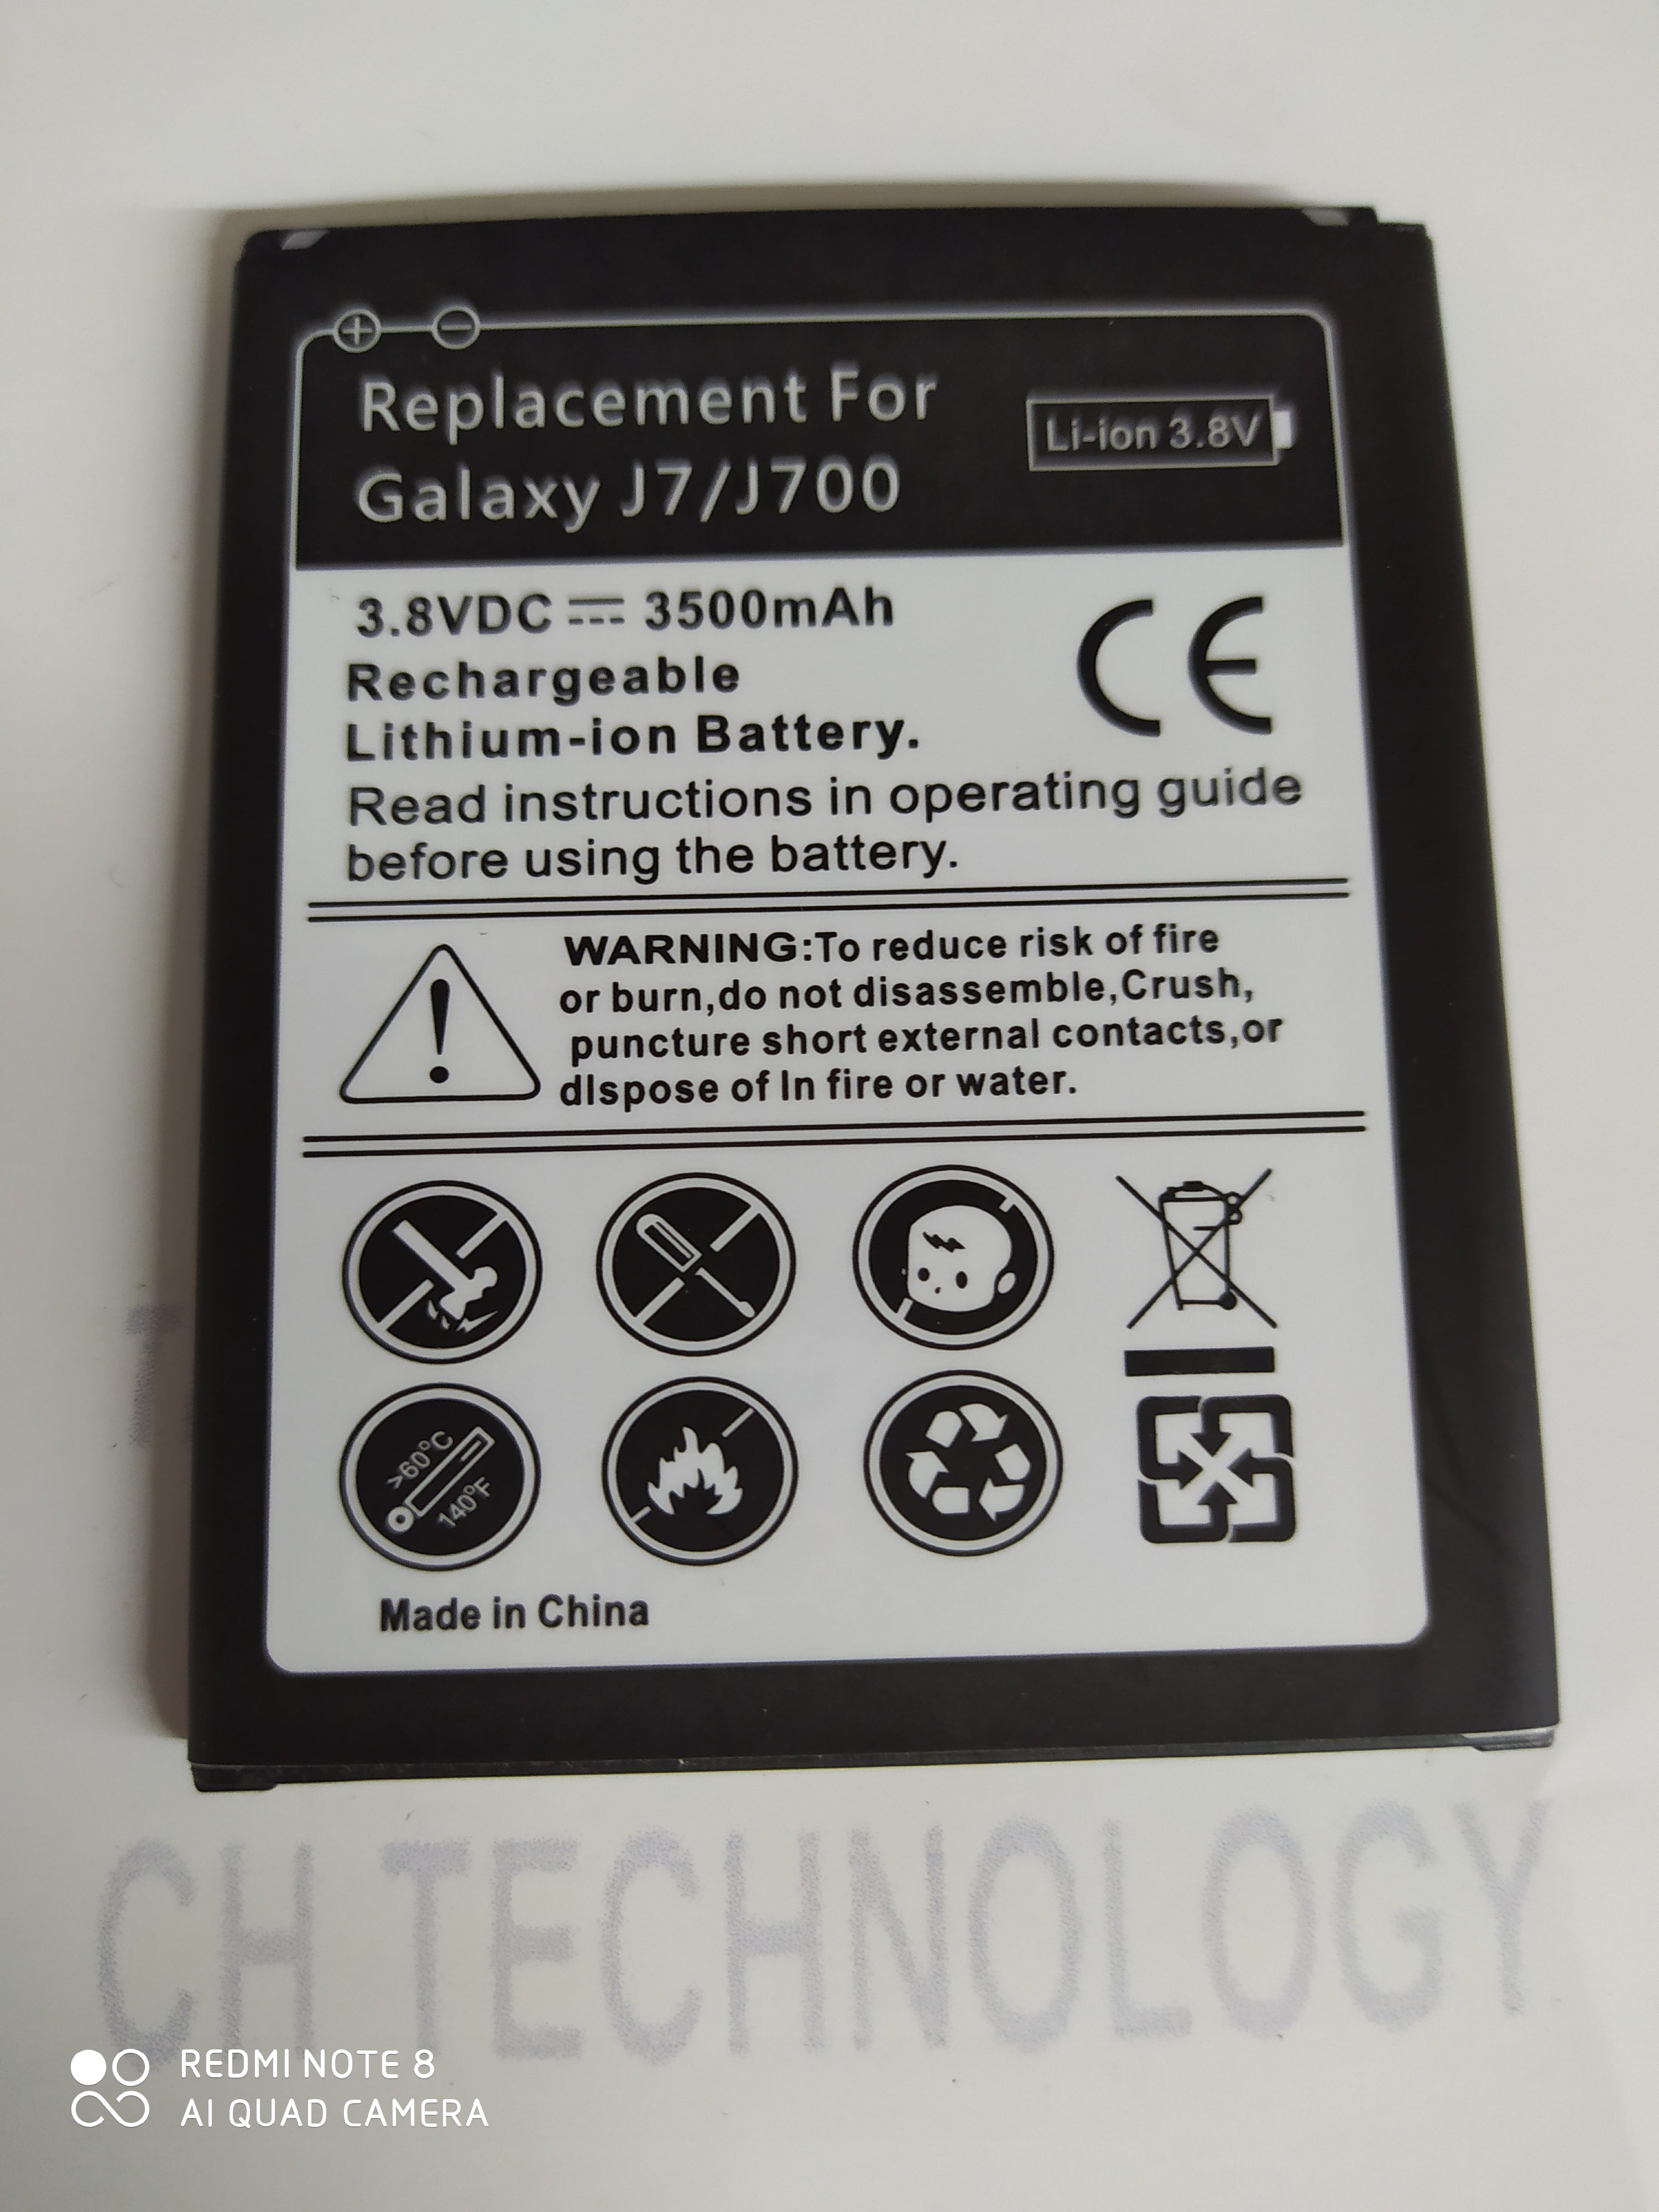 Replacement For
Galaxy J7/J700
Li-ion 3.8V
3.8VDC 3500mAh
Rechargeable
Lithium-ion Battery.
CE
Read instructions in operating guide
before using the battery.
WARNING:To reduce risk of fire
or burn,do not disassemble,Crush,
puncture short external contacts,or
dIspose of In fire or water.
>60°C
140°F
Made in China
CH TECHNOLOGY
REDMI NOTE 8
AI QUAD CAMERA